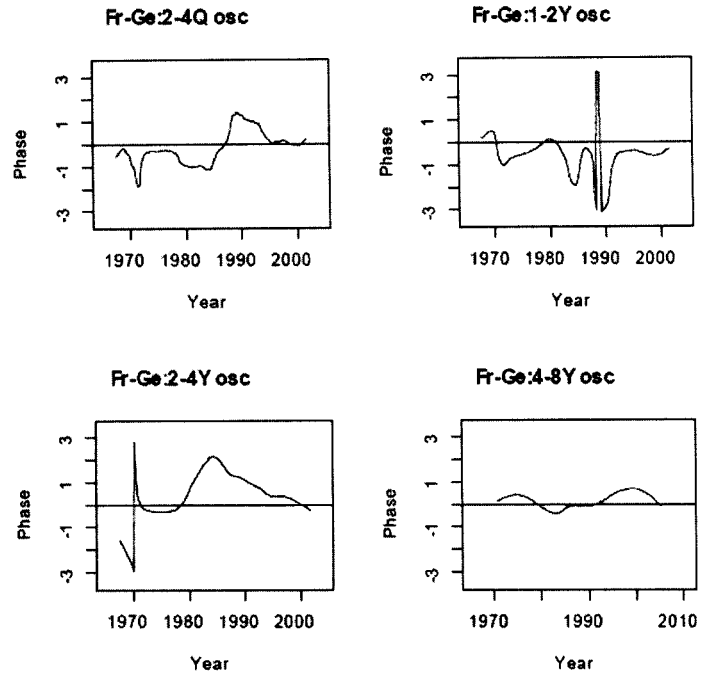 Fr-Ge:2-4Q osc
Phase
3
1
-1
-3
1970 1980 1990 2000
Year
Fr-Ge:1-2Y osc
Phase
3
1
-1
-3
1970 1980 1990 2000
Year
Fr-Ge:2-4Y osc
Phase
3
1
-1
-3
1970 1980 1990 2000
Year
Fr-Ge:4-8Y osc
Phase
3
1
-1
-3
1970 1990 2010
Year